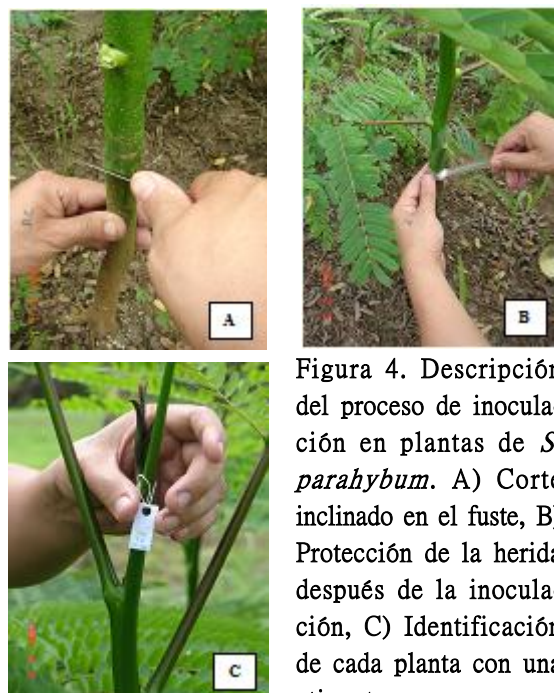 A
B
C
Figura 4. Descripción
del proceso de inocula-
ción en plantas de S.
parahybum. A) Corte
inclinado en el fuste, B)
Protección de la herida
después de la inocula-
ción, C) Identificación
de cada planta con una